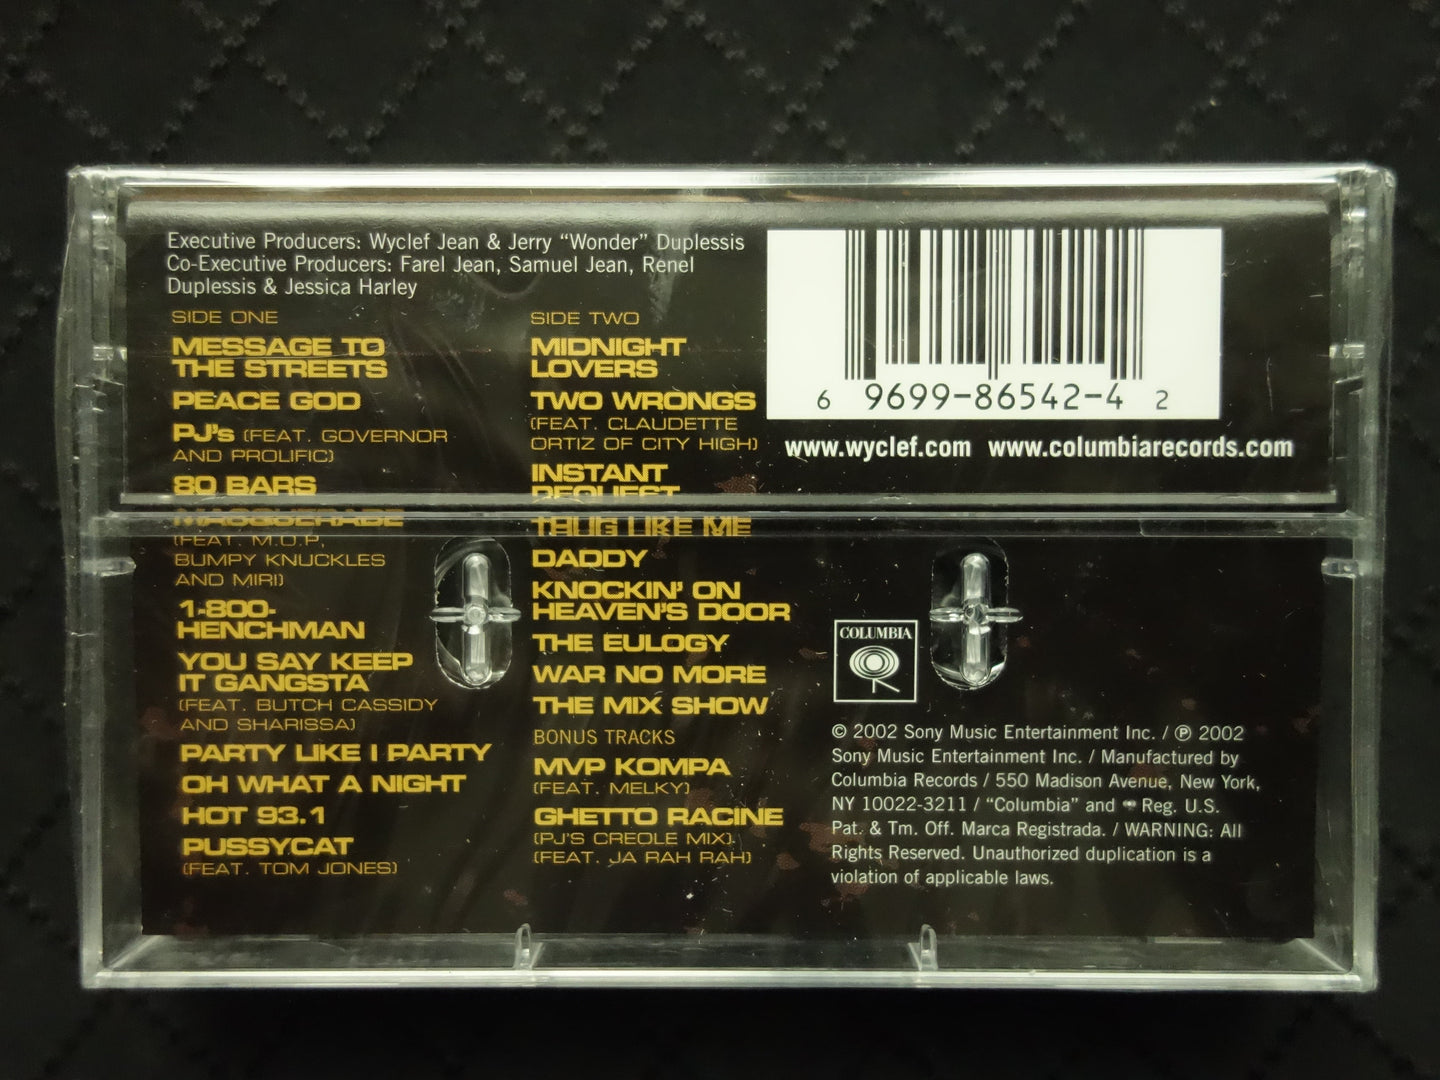 Executive Producers: Wyclef Jean & Jerry “Wonder” Duplessis
Co-Executive Producers: Farel Jean, Samuel Jean, Renel
Duplessis & Jessica Harley
SIDE ONE
MESSAGE TO
THE STREETS
PEACE GOD
PJ's (FEAT. GOVERNOR
AND PROLIFIC)
80 BARS
MASQUERADE
(FEAT. M.O.P,
BUMPY KNUCKLES
AND MIRI)
1-800-
HENCHMAN
YOU SAY KEEP
IT GANGSTA
(FEAT. BUTCH CASSIDY
AND SHARISSA)
PARTY LIKE I PARTY
OH WHAT A NIGHT
HOT 93.1
PUSSYCAT
(FEAT. TOM JONES)
SIDE TWO
MIDNIGHT
LOVERS
TWO WRONGS
(FEAT. CLAUDETTE
ORTIZ OF CITY HIGH)
INSTANT
REQUEST
THUG LIKE ME
DADDY
KNOCKIN' ON
HEAVEN'S DOOR
THE EULOGY
WAR NO MORE
THE MIX SHOW
BONUS TRACKS
MVP KOMPA
(FEAT. MELKY)
GHETTO RACINE
(PJ'S CREOLE MIX)
(FEAT. JA RAH RAH)
6 9699-86542-4 2
www.wyclef.com www.columbiarecords.com
COLUMBIA
© 2002 Sony Music Entertainment Inc. / ℗ 2002
Sony Music Entertainment Inc. / Manufactured by
Columbia Records / 550 Madison Avenue, New York,
NY 10022-3211 / “Columbia” and Reg. U.S.
Pat. & Tm. Off. Marca Registrada. / WARNING: All
Rights Reserved. Unauthorized duplication is a
violation of applicable laws.